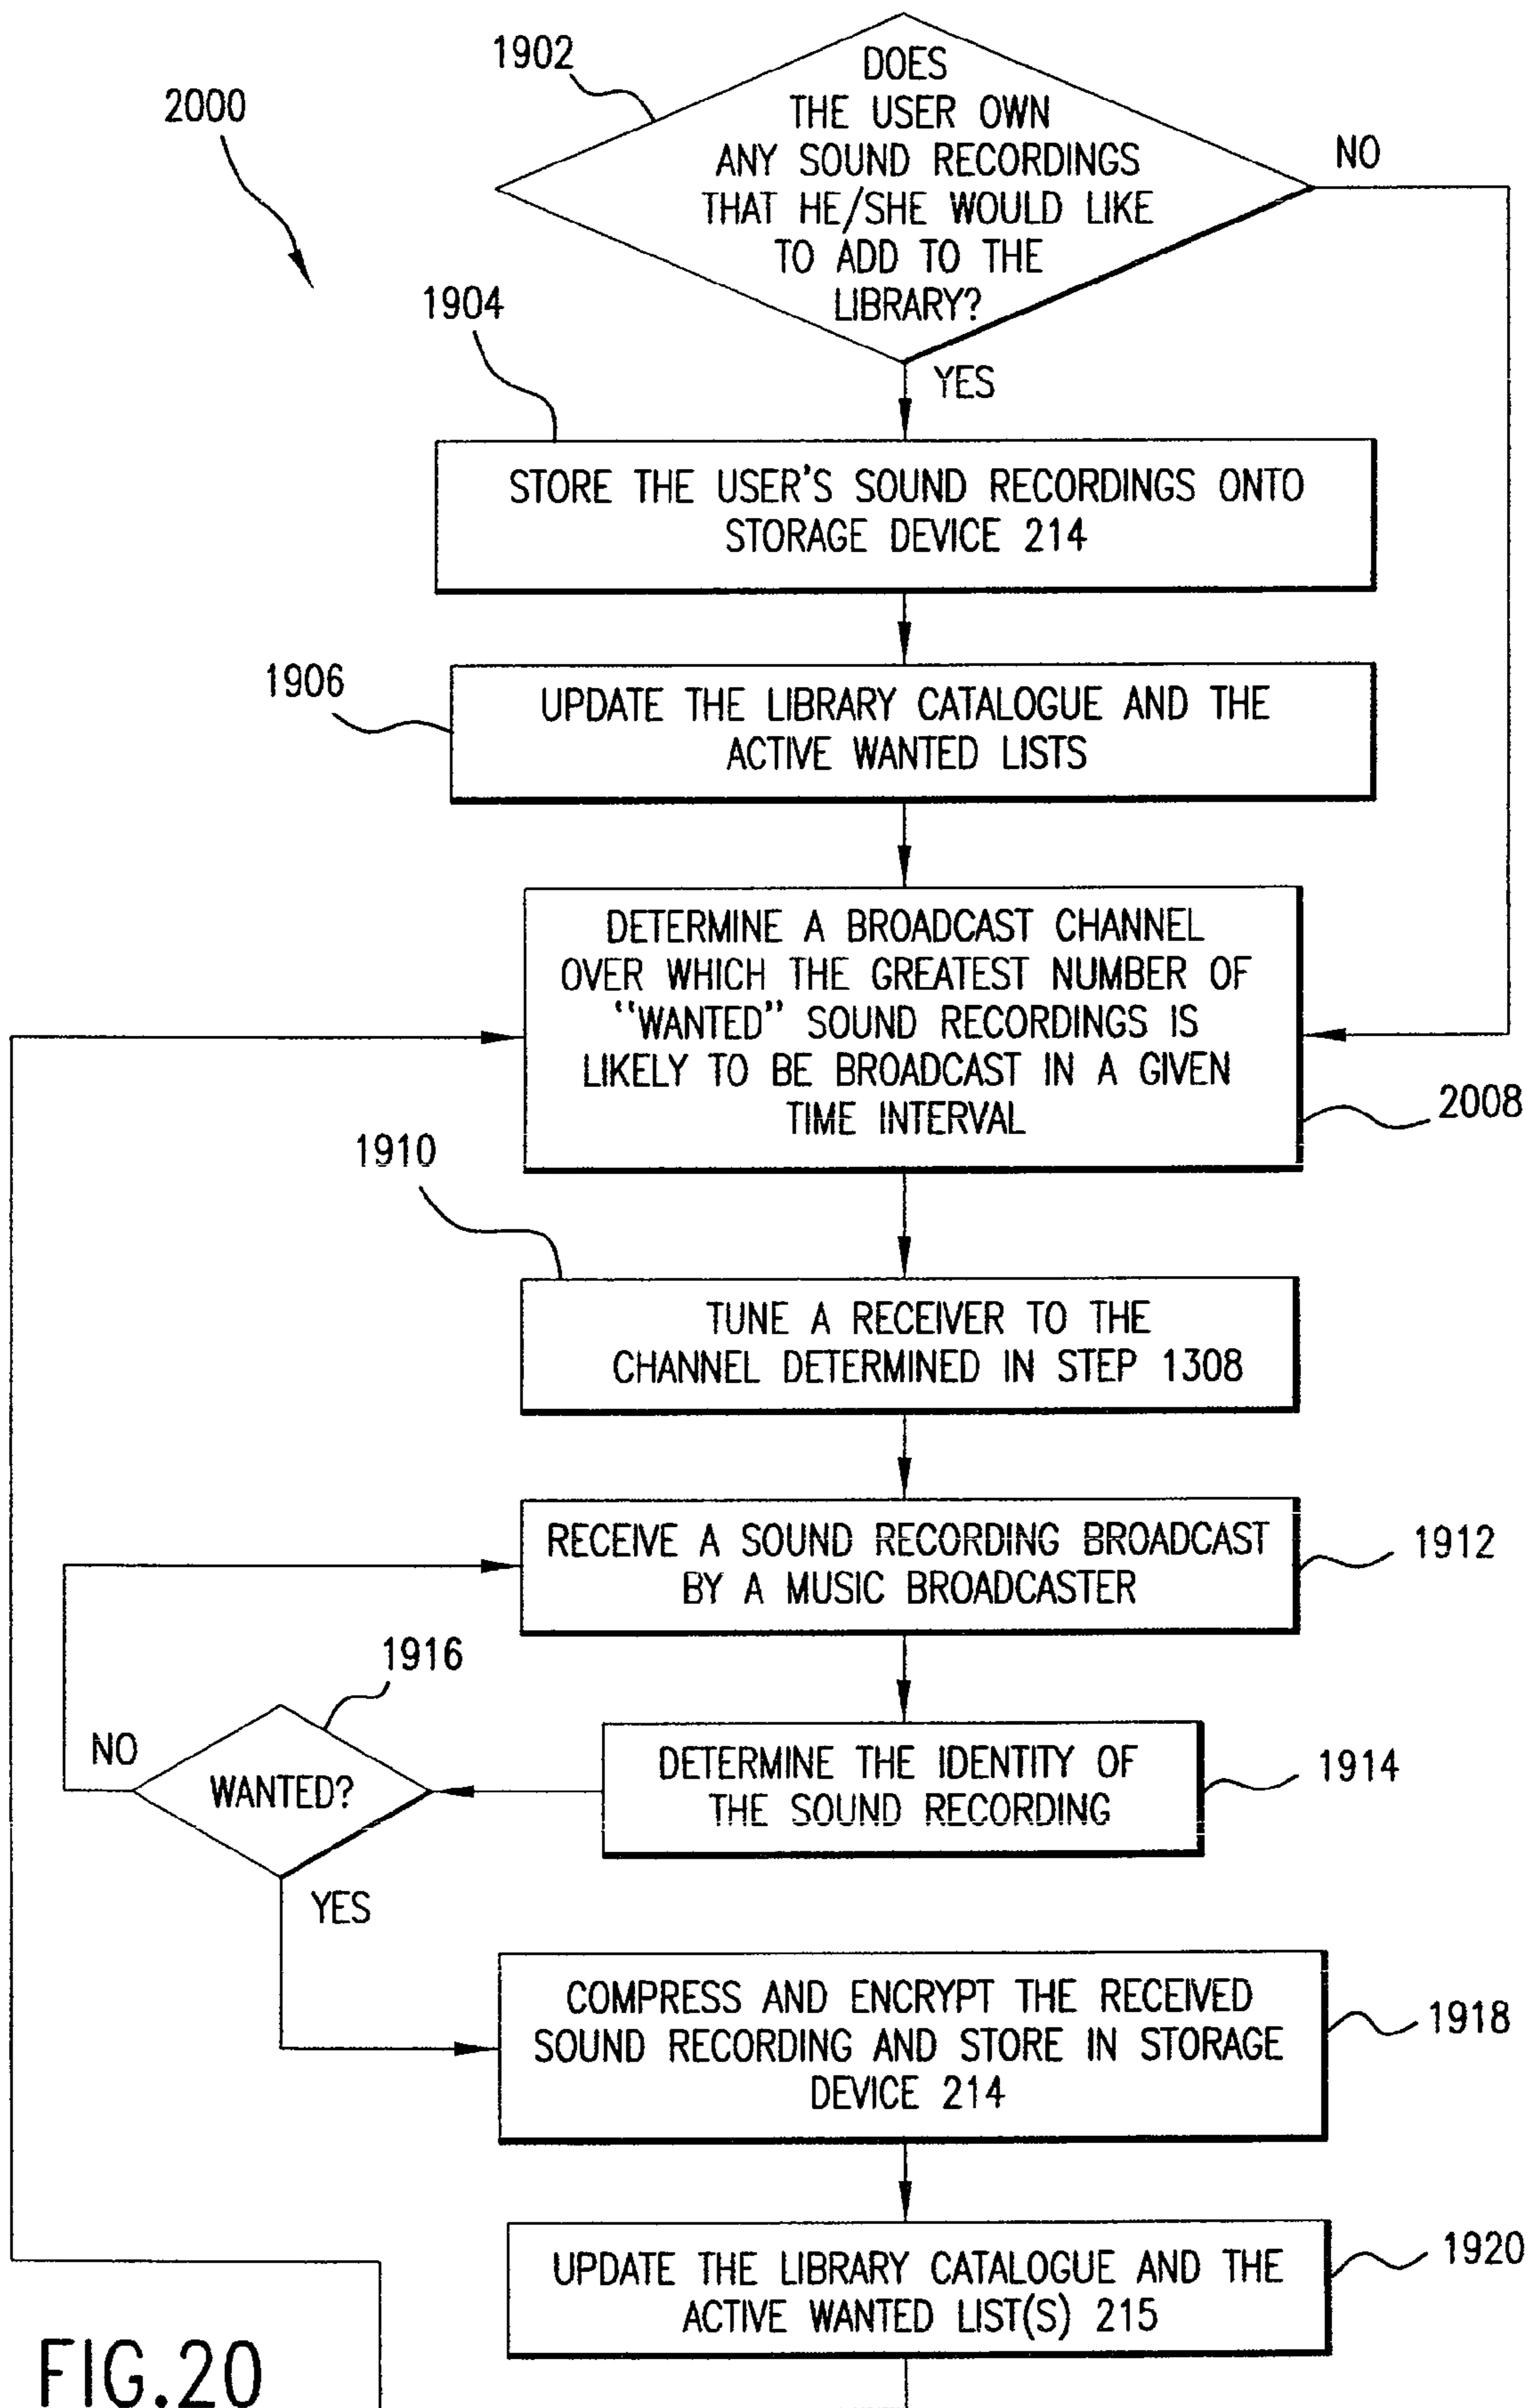 1902
2000
DOES
THE USER OWN
ANY SOUND RECORDINGS
THAT HE/SHE WOULD LIKE
TO ADD TO THE
LIBRARY?
NO
1904
YES
STORE THE USER'S SOUND RECORDINGS ONTO
STORAGE DEVICE 214
1906
UPDATE THE LIBRARY CATALOGUE AND THE
ACTIVE WANTED LISTS
DETERMINE A BROADCAST CHANNEL
OVER WHICH THE GREATEST NUMBER OF
“WANTED” SOUND RECORDINGS IS
LIKELY TO BE BROADCAST IN A GIVEN
TIME INTERVAL
2008
1910
TUNE A RECEIVER TO THE
CHANNEL DETERMINED IN STEP 1308
RECEIVE A SOUND RECORDING BROADCAST
BY A MUSIC BROADCASTER
1912
1916
NO
WANTED?
DETERMINE THE IDENTITY OF
THE SOUND RECORDING
1914
YES
COMPRESS AND ENCRYPT THE RECEIVED
SOUND RECORDING AND STORE IN STORAGE
DEVICE 214
1918
UPDATE THE LIBRARY CATALOGUE AND THE
ACTIVE WANTED LIST(S) 215
1920
FIG.20